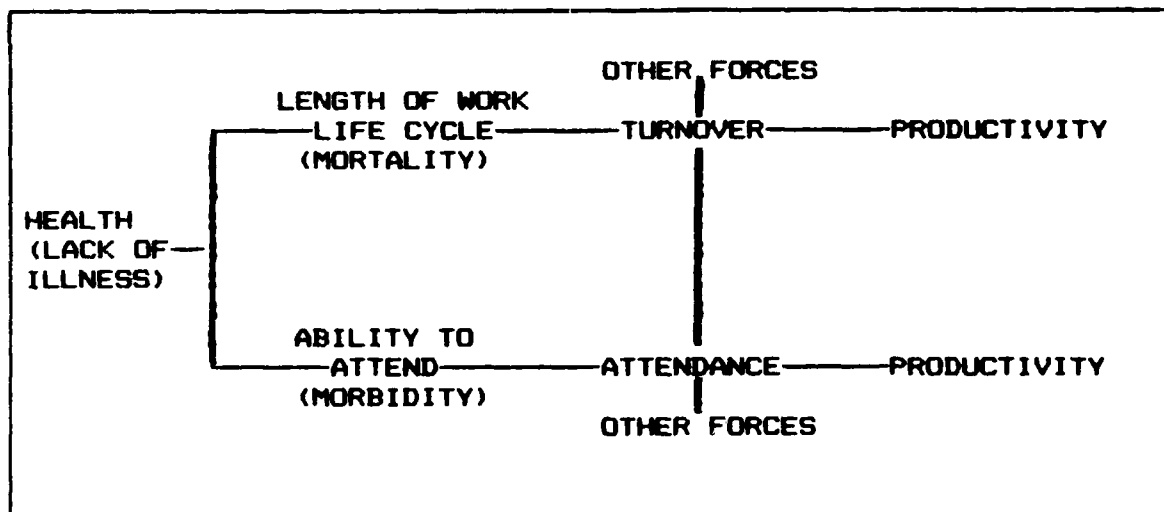 OTHER FORCES
LENGTH OF WORK
LIFE CYCLE
TURNOVER
PRODUCTIVITY
(MORTALITY)
HEALTH
(LACK OF
ILLNESS)
ABILITY TO
ATTEND
ATTENDANCE
PRODUCTIVITY
(MORBIDITY)
OTHER FORCES